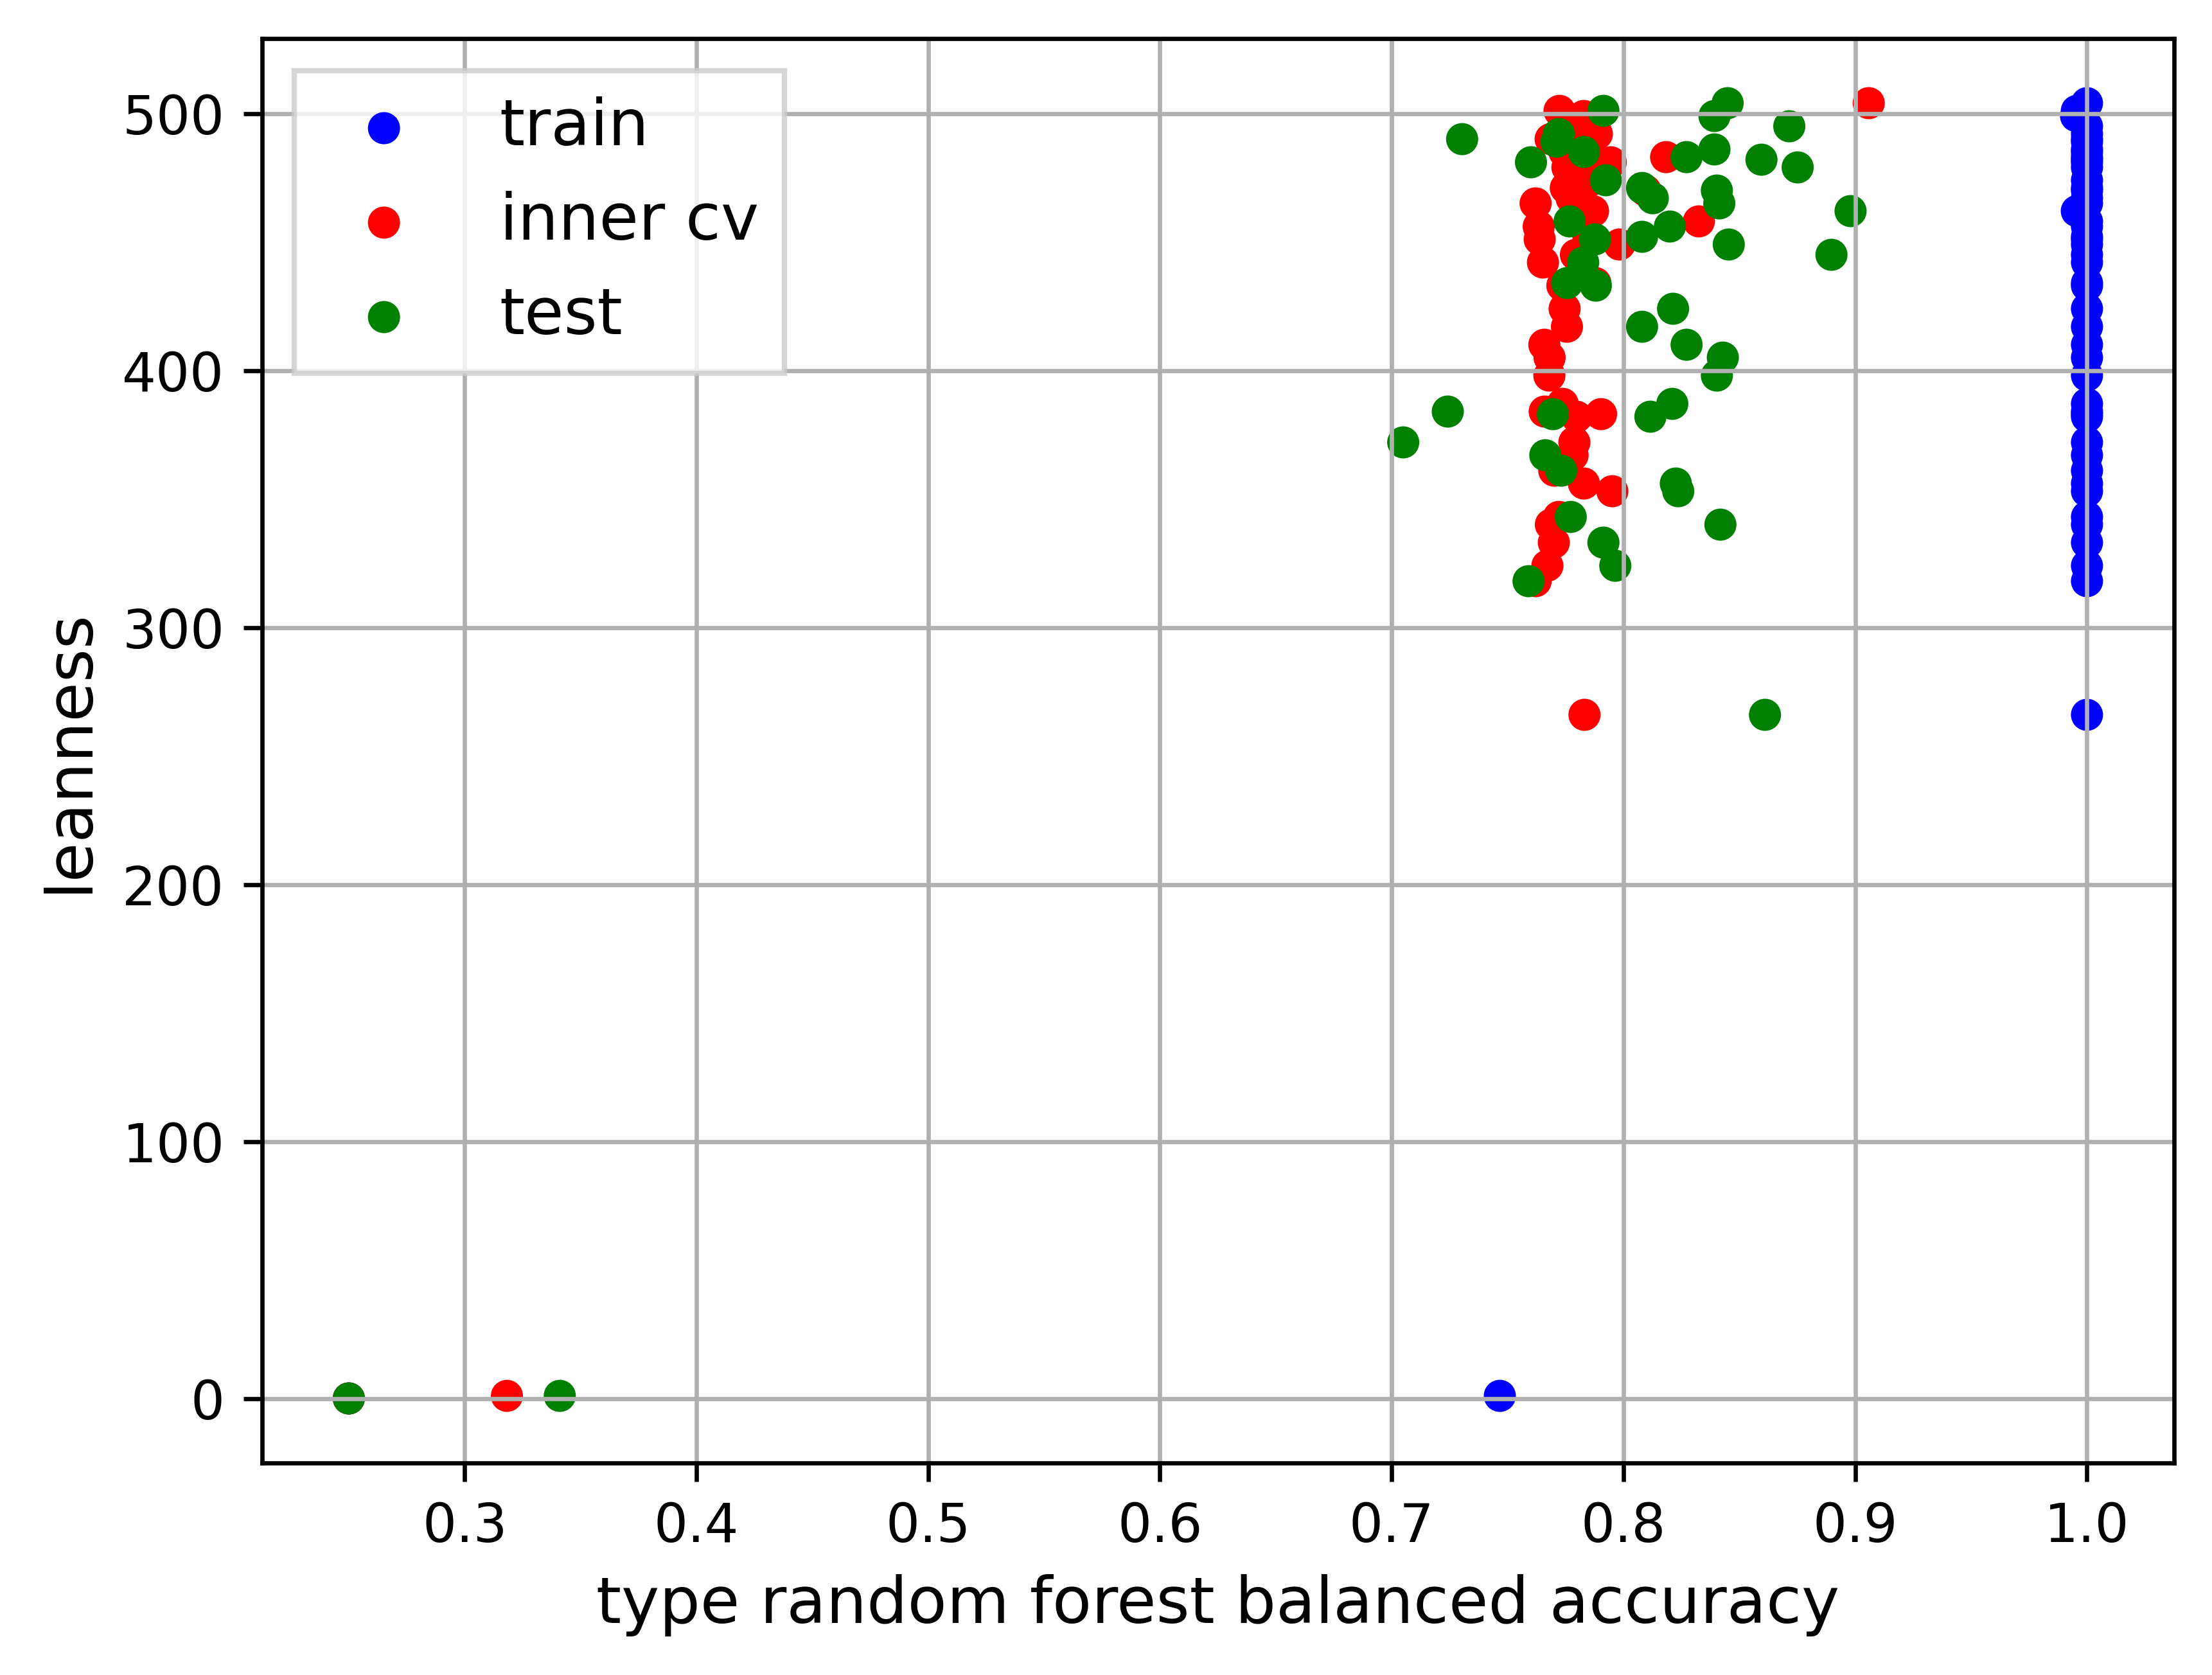 train
inner cv
test
500
400
300
200
100
0
leanness
0.3 0.4 0.5 0.6 0.7 0.8 0.9 1.0
type random forest balanced accuracy